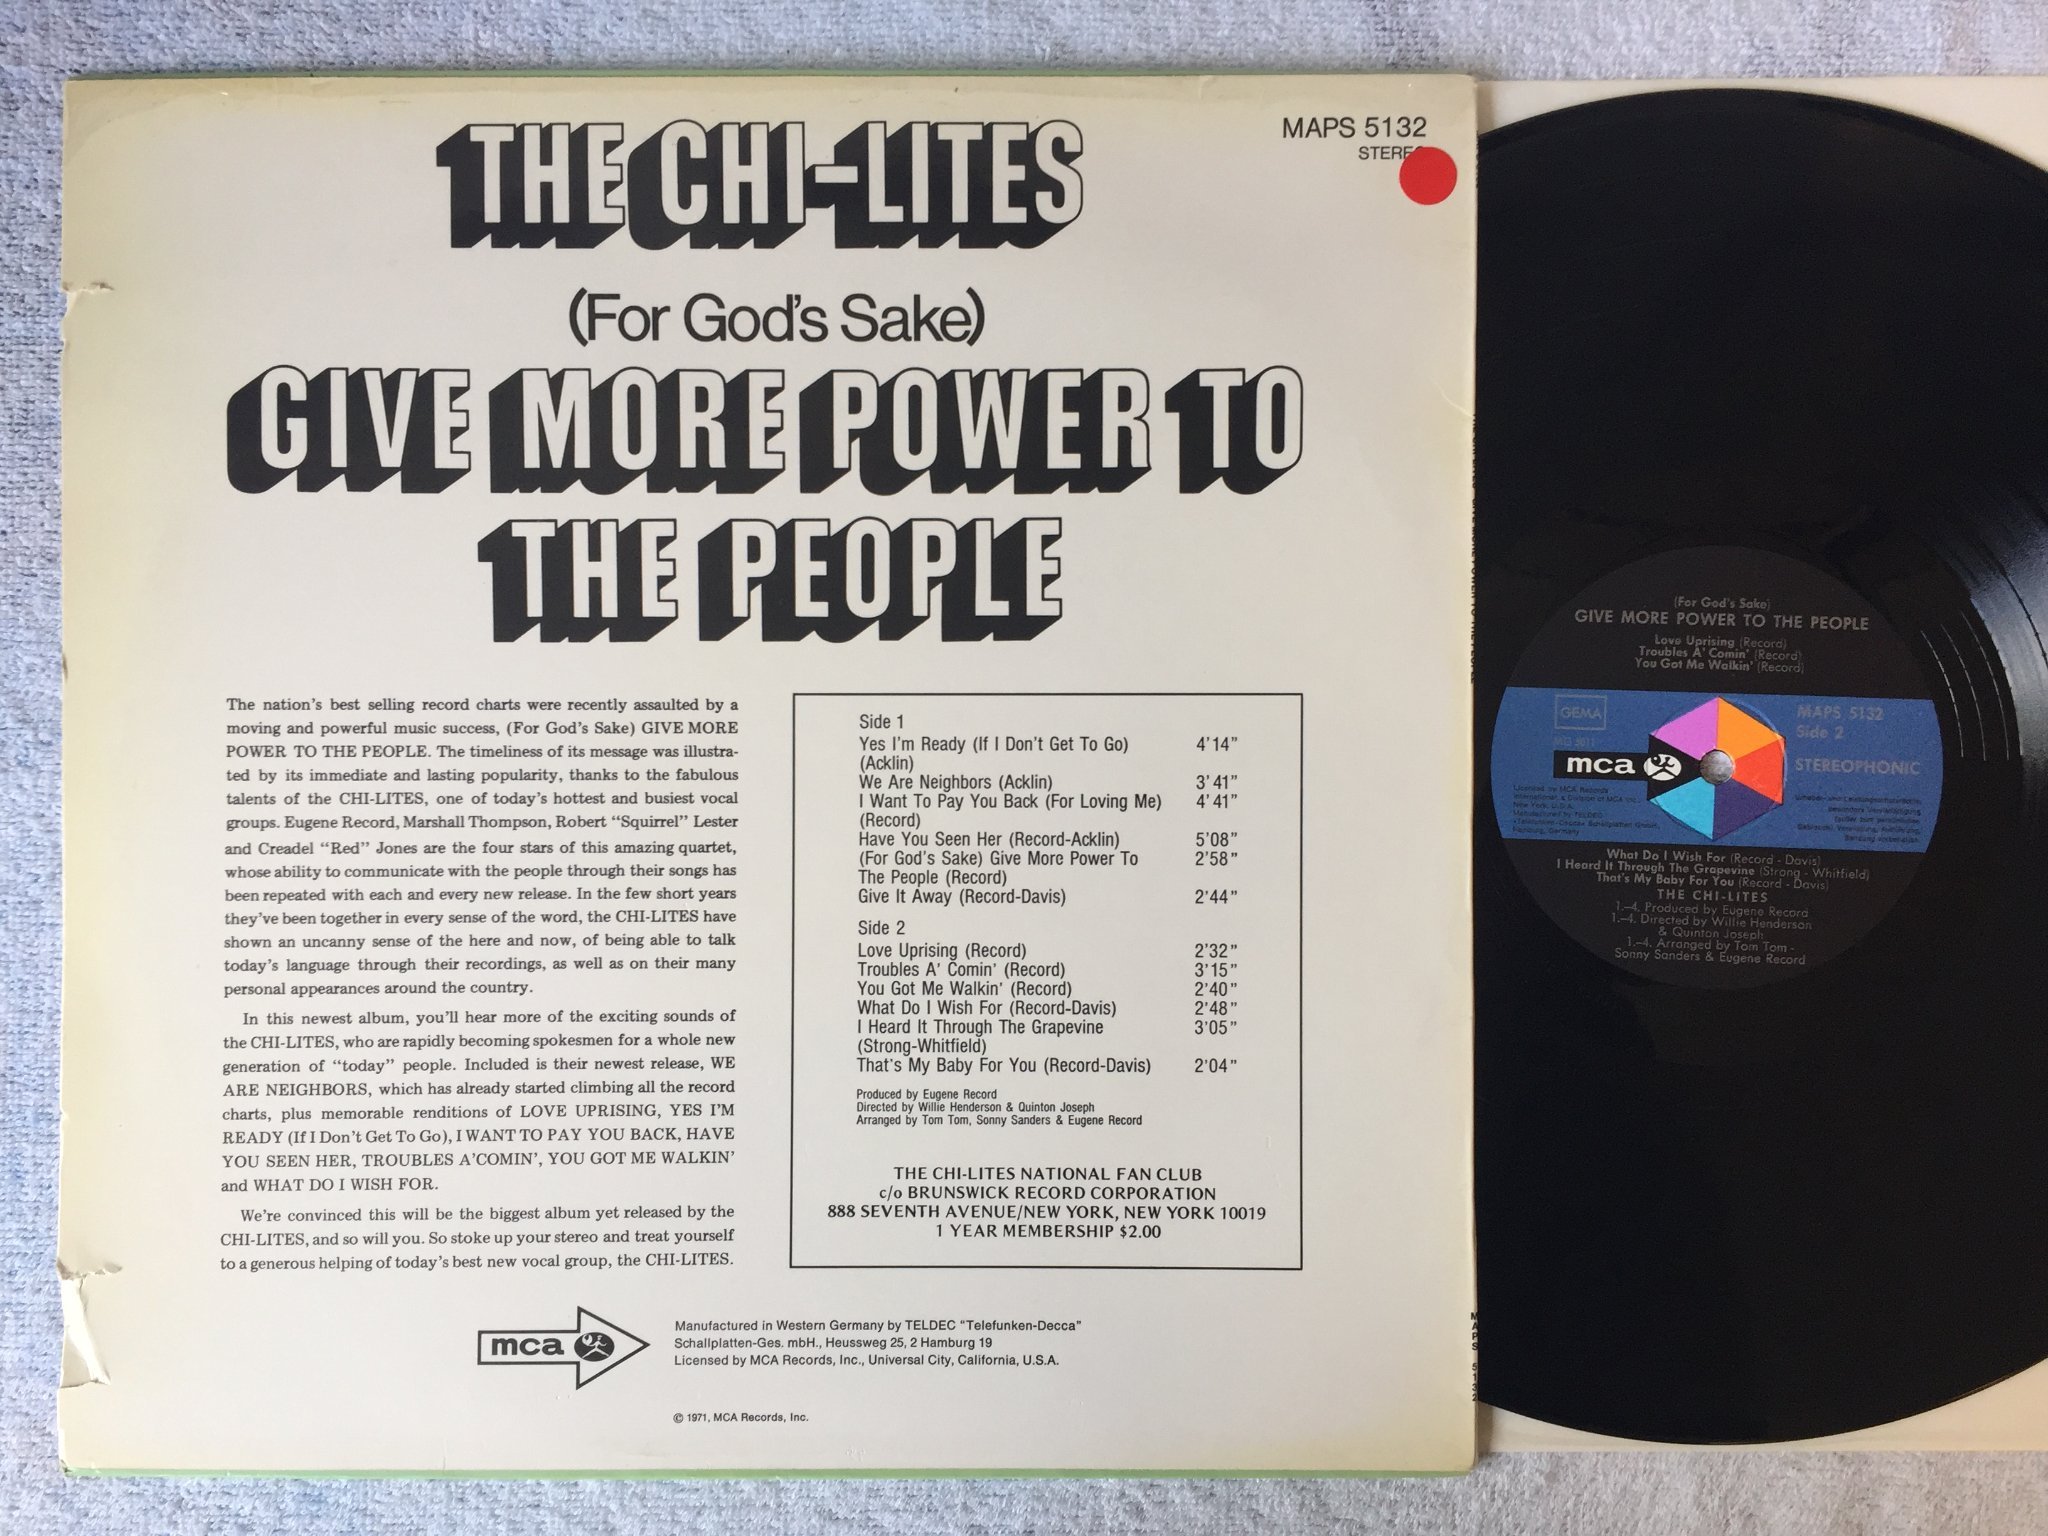 THE CHI-LITES
MAPS 5132
STEREO
(For God's Sake)
GIVE MORE POWER TO
THE PEOPLE
The nation's best selling record charts were recently assaulted by a
moving and powerful music success, (For God's Sake) GIVE MORE
POWER TO THE PEOPLE. The timeliness of its message was illustra-
ted by its immediate and lasting popularity, thanks to the fabulous
talents of the CHI-LITES, one of today's hottest and busiest vocal
groups. Eugene Record, Marshall Thompson, Robert "Squirrel" Lester
and Creadel "Red" Jones are the four stars of this amazing quartet,
whose ability to communicate with the people through their songs has
been repeated with each and every new release. In the few short years
they've been together in every sense of the word, the CHI-LITES have
shown an uncanny sense of the here and now, of being able to talk
today's language through their recordings, as well as on their many
personal appearances around the country.
In this newest album, you'll hear more of the exciting sounds of
the CHI-LITES, who are rapidly becoming spokesmen for a whole new
generation of "today" people. Included is their newest release, WE
ARE NEIGHBORS, which has already started climbing all the record
charts, plus memorable renditions of LOVE UPRISING, YES I'M
READY (If I Don't Get To Go), I WANT TO PAY YOU BACK, HAVE
YOU SEEN HER, TROUBLES A'COMIN', YOU GOT ME WALKIN'
and WHAT DO I WISH FOR.
We're convinced this will be the biggest album yet released by the
CHI-LITES, and so will you. So stoke up your stereo and treat yourself
to a generous helping of today's best new vocal group, the CHI-LITES.
Side 1
Yes I'm Ready (If I Don't Get To Go) 4'14"
(Acklin)
We Are Neighbors (Acklin) 3'41"
I Want To Pay You Back (For Loving Me) 4'41"
(Record)
Have You Seen Her (Record-Acklin) 5'08"
(For God's Sake) Give More Power To 2'58"
The People (Record)
Give It Away (Record-Davis) 2'44"
Side 2
Love Uprising (Record) 2'32"
Troubles A' Comin' (Record) 3'15"
You Got Me Walkin' (Record) 2'40"
What Do I Wish For (Record-Davis) 2'48"
I Heard It Through The Grapevine 3'05"
(Strong-Whitfield)
That's My Baby For You (Record-Davis) 2'04"
Produced by Eugene Record
Directed by Willie Henderson & Quinton Joseph
Arranged by Tom Tom, Sonny Sanders & Eugene Record
THE CHI-LITES NATIONAL FAN CLUB
c/o BRUNSWICK RECORD CORPORATION
888 SEVENTH AVENUE/NEW YORK, NEW YORK 10019
1 YEAR MEMBERSHIP $2.00
mca
Manufactured in Western Germany by TELDEC "Telefunken-Decca"
Schallplatten-Ges. mbH., Heussweg 25, 2 Hamburg 19
Licensed by MCA Records, Inc., Universal City, California, U.S.A.
© 1971, MCA Records, Inc.
MAPS 5132
(For God's Sake)
GIVE MORE POWER TO THE PEOPLE
Love Uprising (Record)
Troubles A' Comin' (Record)
You Got Me Walkin' (Record)
GEMA
MAPS 5132
Side 2
mca
STEREOPHONIC
Licensed by MCA Records
International, a Division of MCA Inc.,
New York, U.S.A.
Manufactured by TELDEC
»Telefunken-Decca« Schallplatten GmbH,
Hamburg, Germany
What Do I Wish For (Record - Davis)
I Heard It Through The Grapevine (Strong - Whitfield)
That's My Baby For You (Record - Davis)
THE CHI-LITES
1.–4. Produced by Eugene Record
1.–4. Directed by Willie Henderson
& Quinton Joseph
1.–4. Arranged by Tom Tom -
Sonny Sanders & Eugene Record